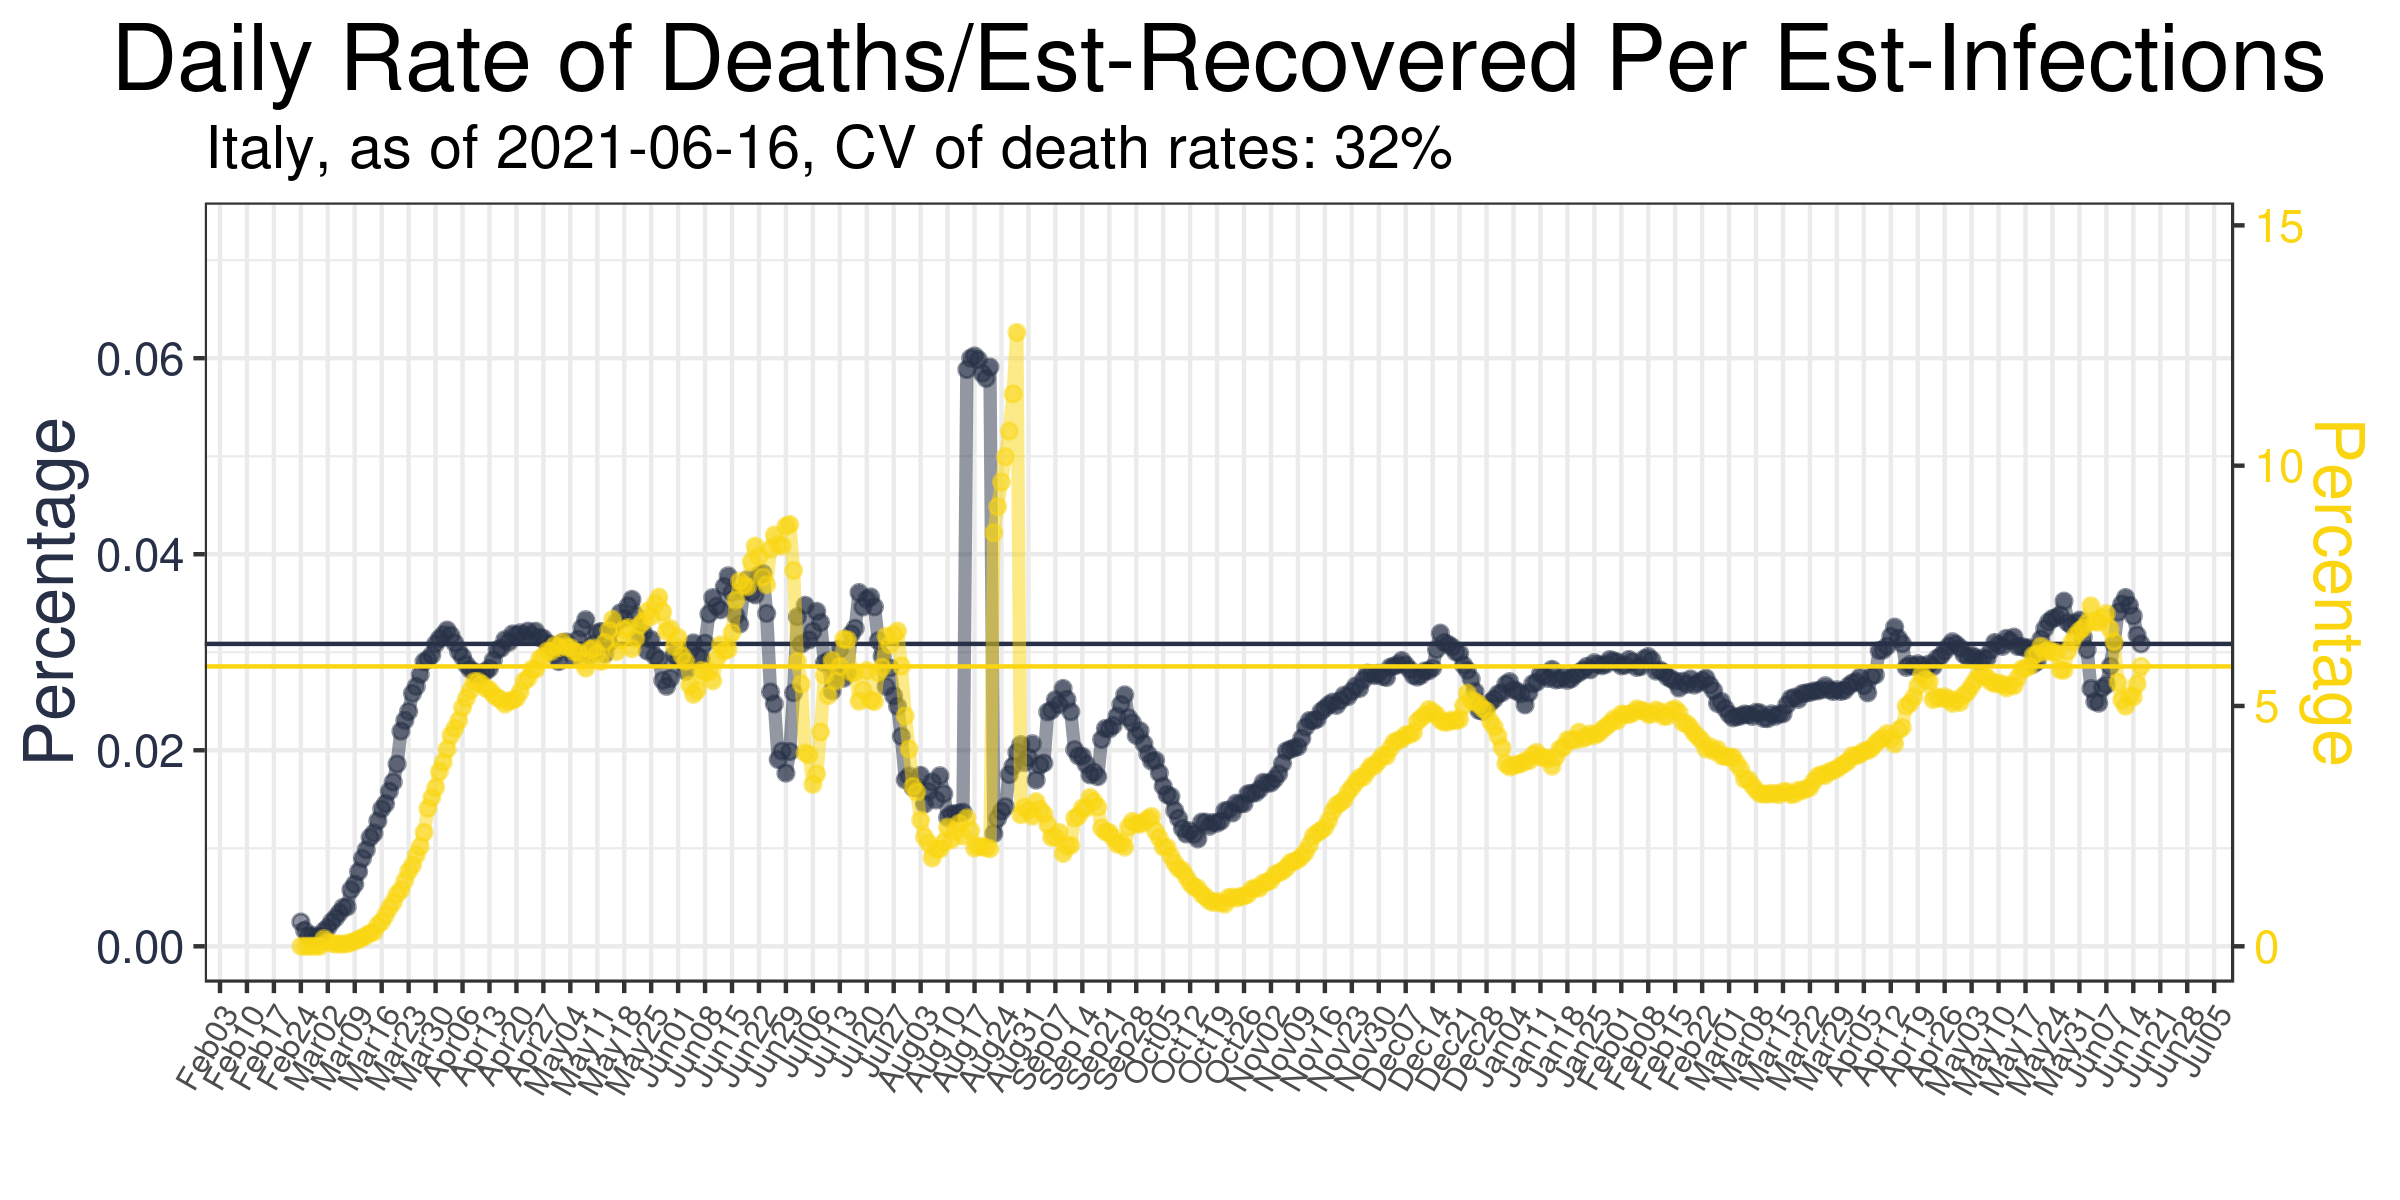 Daily Rate of Deaths/Est-Recovered Per Est-Infections
Italy, as of 2021-06-16, CV of death rates: 32%
Percentage
0.06
0.04
0.02
0.00
15
10
5
0
Percentage
Feb03
Feb10
Feb17
Feb24
Mar02
Mar09
Mar16
Mar23
Mar30
Apr06
Apr13
Apr20
Apr27
May04
May11
May18
May25
Jun01
Jun08
Jun15
Jun22
Jun29
Jul06
Jul13
Jul20
Jul27
Aug03
Aug10
Aug17
Aug24
Aug31
Sep07
Sep14
Sep21
Sep28
Oct05
Oct12
Oct19
Oct26
Nov02
Nov09
Nov16
Nov23
Nov30
Dec07
Dec14
Dec21
Dec28
Jan04
Jan11
Jan18
Jan25
Feb01
Feb08
Feb15
Feb22
Mar01
Mar08
Mar15
Mar22
Mar29
Apr05
Apr12
Apr19
Apr26
May03
May10
May17
May24
May31
Jun07
Jun14
Jun21
Jun28
Jul05